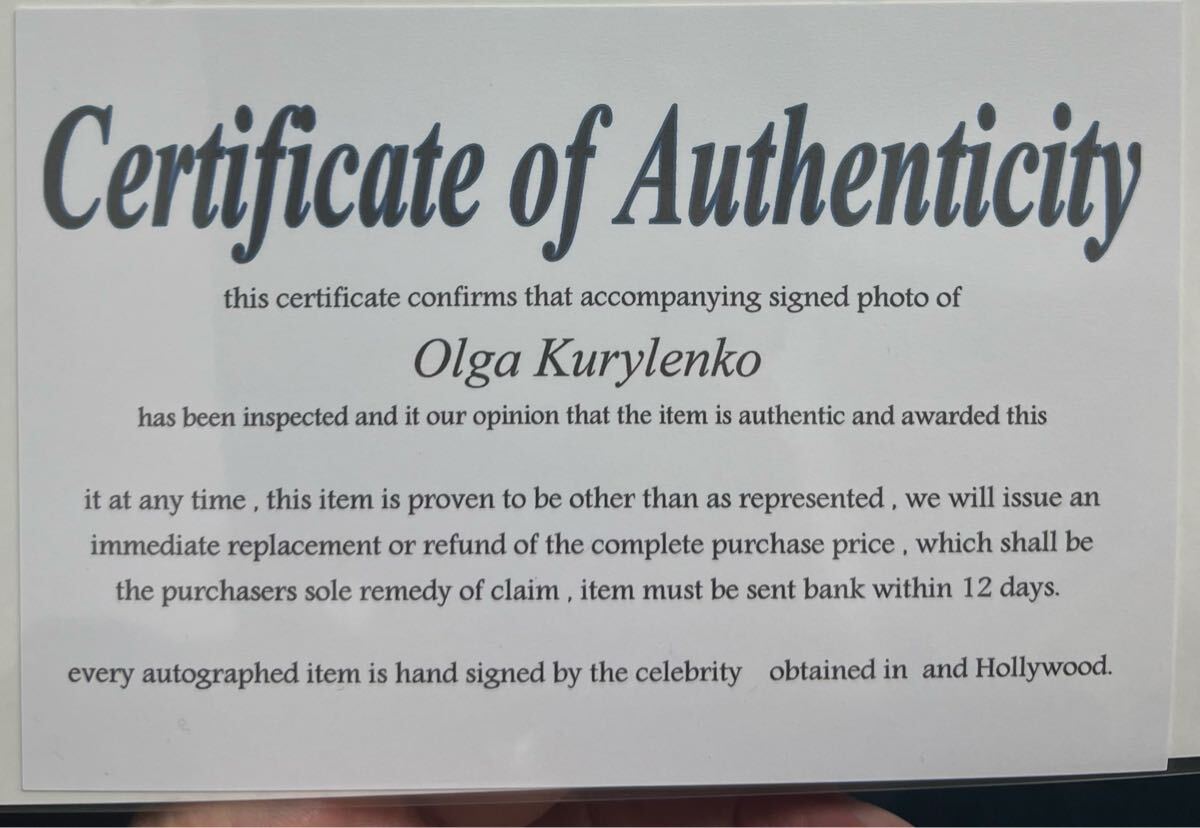 Certificate of Authenticity
this certificate confirms that accompanying signed photo of
Olga Kurylenko
has been inspected and it our opinion that the item is authentic and awarded this
it at any time , this item is proven to be other than as represented , we will issue an
immediate replacement or refund of the complete purchase price , which shall be
the purchasers sole remedy of claim , item must be sent bank within 12 days.
every autographed item is hand signed by the celebrity obtained in and Hollywood.